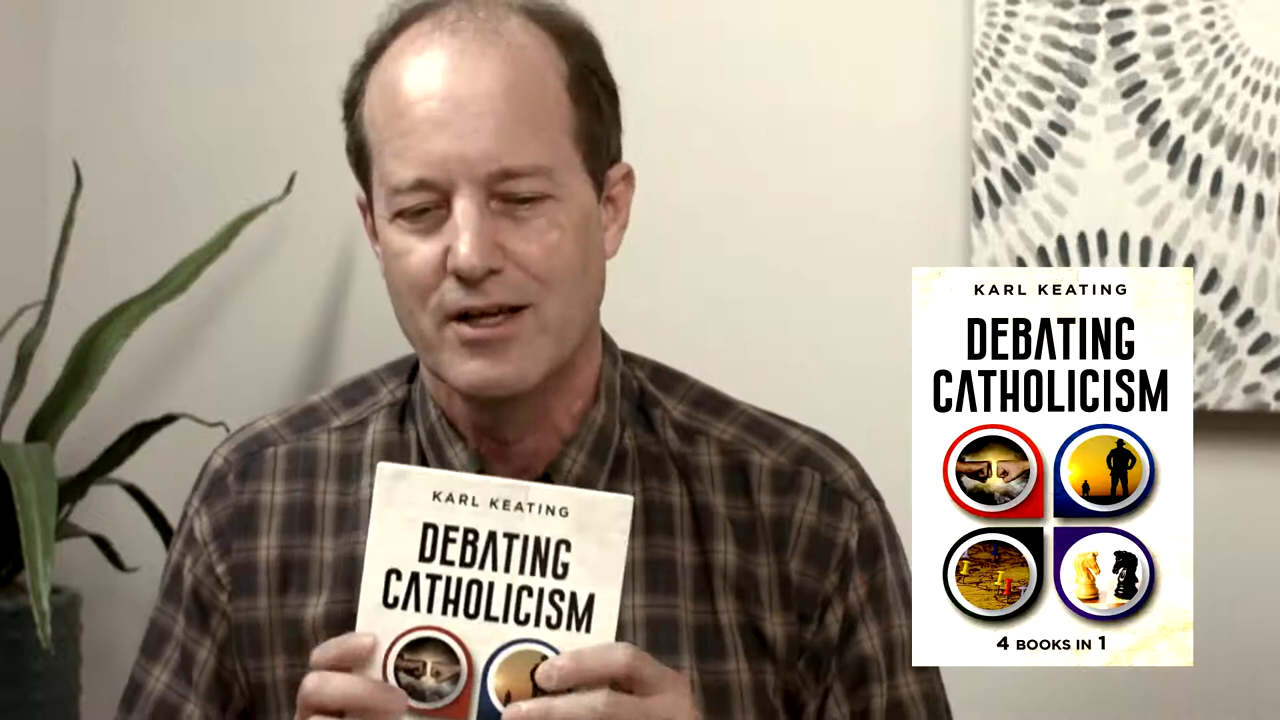 KARL KEATING
DEBATING
CATHOLICISM
KARL KEATING
DEBATING
CATHOLICISM
4 BOOKS IN 1